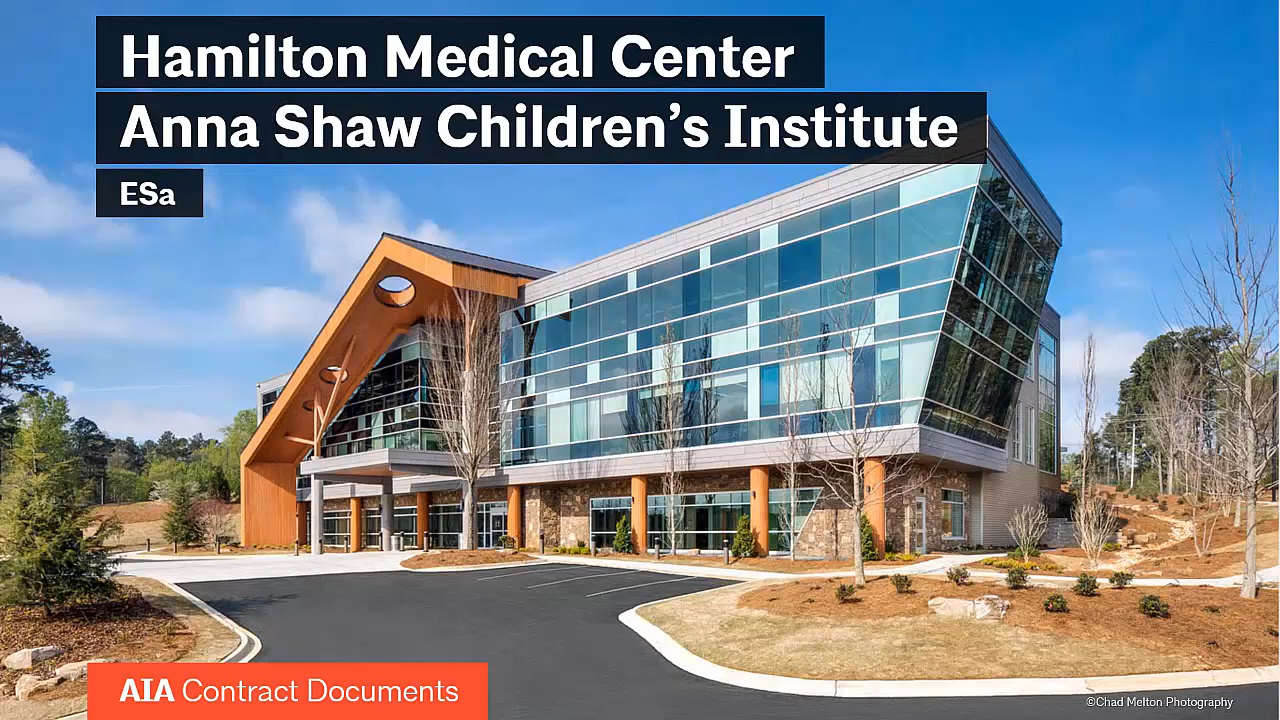 Hamilton Medical Center
Anna Shaw Children’s Institute
ESa
AIA Contract Documents
©Chad Melton Photography